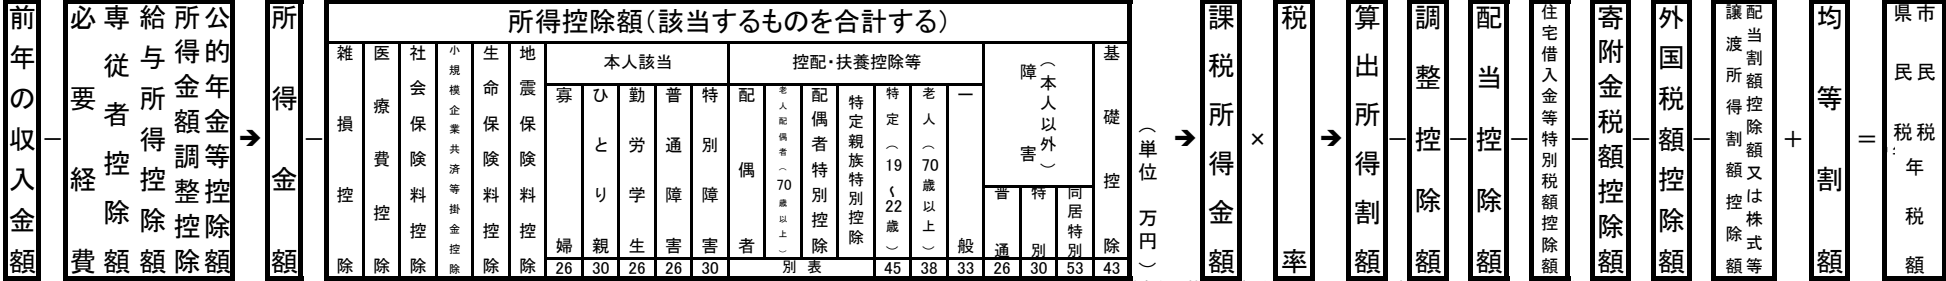 前年の収入金額
－
必要経費
専従者控除額
給与所得控除額
所得金額調整控除
公的年金等控除額
➔
所得金額
－
所得控除額（該当するものを合計する）
雑損控除
医療費控除
社会保険料控除
小規模企業共済等掛金控除
生命保険料控除
地震保険料控除
本人該当
寡婦
26
ひとり親
30
勤労学生
26
普通障害
26
特別障害
30
控配・扶養控除等
配偶者
老人配偶者（70歳以上）
配偶者特別控除
特定親族特別控除
別表
特定（19～22歳）
45
老人（70歳以上）
38
一般
33
障害（本人以外）
普通
26
特別
30
同居特別
53
基礎控除
43
（単位 万円）
➔
課税所得金額
×
税率
➔
算出所得割額
－
調整控除
－
配当控除
－
住宅借入金等特別税額控除
－
寄附金税額控除額
－
外国税額控除額
－
配当割額控除額又は株式等
譲渡所得割額控除額
＋
均等割額
＝
市民税
県民税
年税額